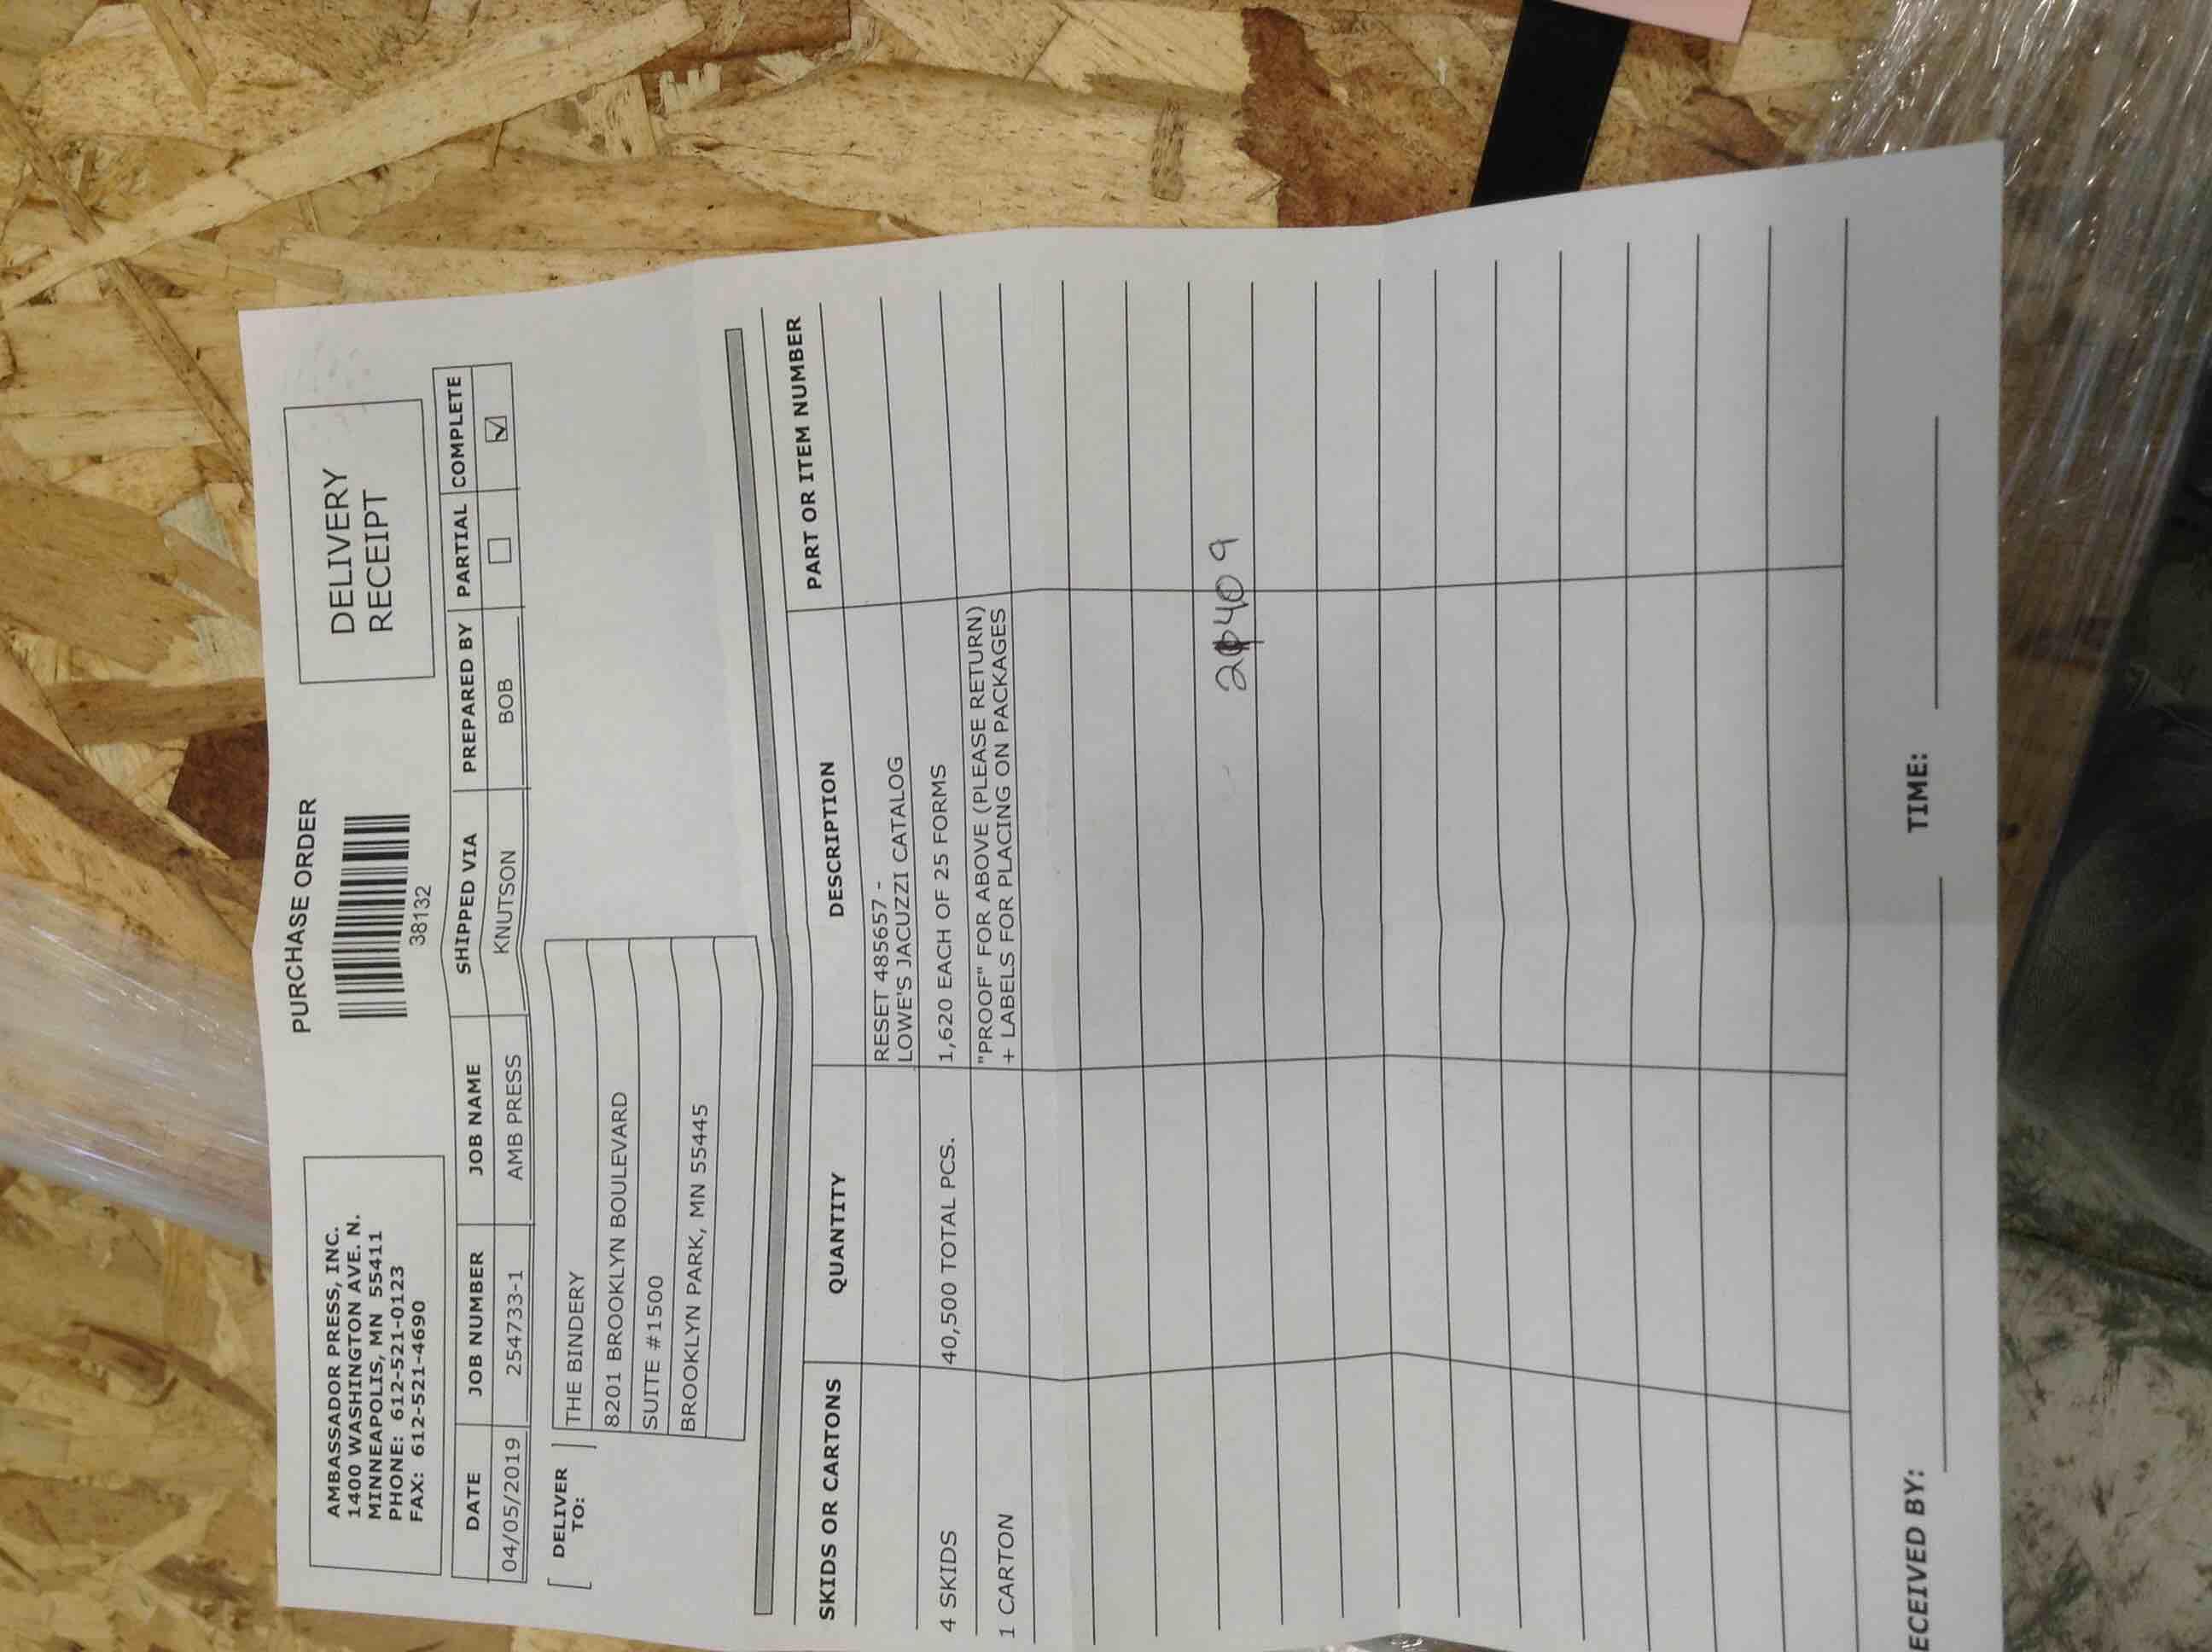 AMBASSADOR PRESS, INC.
1400 WASHINGTON AVE. N.
MINNEAPOLIS, MN 55411
PHONE: 612-521-0123
FAX: 612-521-4690
PURCHASE ORDER
38132
DELIVERY
RECEIPT
DATE JOB NUMBER JOB NAME SHIPPED VIA PREPARED BY PARTIAL COMPLETE
04/05/2019 254733-1 AMB PRESS KNUTSON BOB ☐ ☑
[ DELIVER TO: ]
THE BINDERY
8201 BROOKLYN BOULEVARD
SUITE #1500
BROOKLYN PARK, MN 55445
SKIDS OR CARTONS QUANTITY DESCRIPTION PART OR ITEM NUMBER
RESET 485657 -
LOWE'S JACUZZI CATALOG
4 SKIDS 40,500 TOTAL PCS. 1,620 EACH OF 25 FORMS
"PROOF" FOR ABOVE (PLEASE RETURN)
1 CARTON + LABELS FOR PLACING ON PACKAGES
ECEIVED BY: TIME: